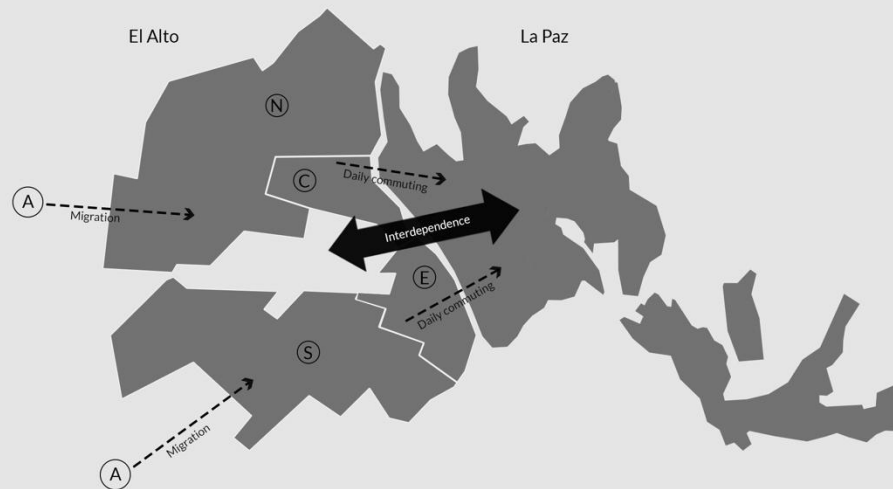 El Alto
La Paz
N
C
Daily commuting
A
Migration
Interdependence
E
Daily commuting
S
Migration
A